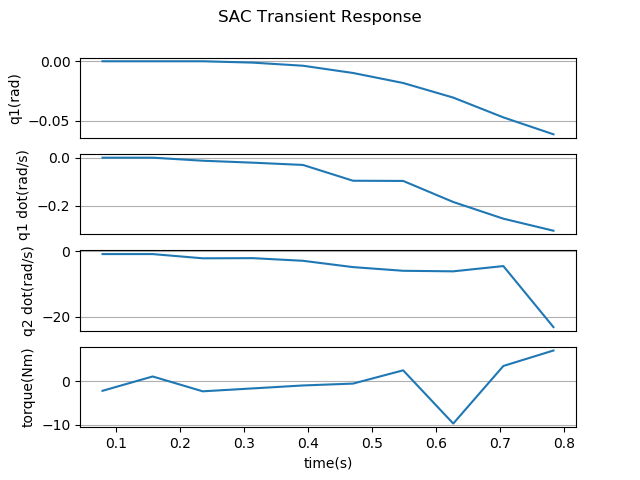 SAC Transient Response
q1(rad)
0.00
−0.05
q1 dot(rad/s)
0.0
−0.2
q2 dot(rad/s)
0
−20
torque(Nm)
0
−10
0.1 0.2 0.3 0.4 0.5 0.6 0.7 0.8
time(s)